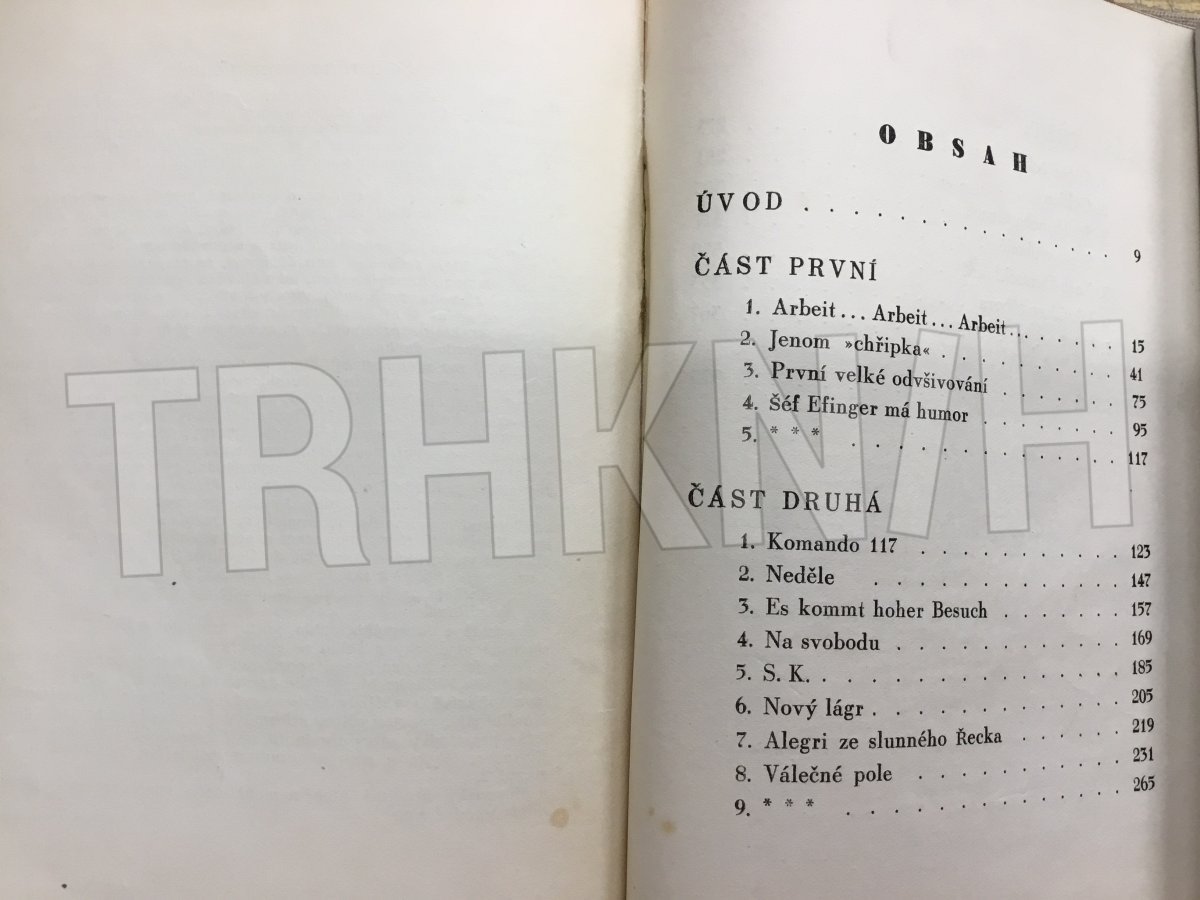 OBSAH
ÚVOD . . . . . . . . . . . . . . 9
ČÁST PRVNÍ
1. Arbeit... Arbeit... Arbeit... . . . . . 15
2. Jenom »chřipka« . . . . . . . . . 41
3. První velké odvšivování . . . . . . 75
4. Šéf Efinger má humor . . . . . . . 95
5. * * * . . . . . . . . . . . . 117
ČÁST DRUHÁ
1. Komando 117 . . . . . . . . . . 123
2. Neděle . . . . . . . . . . . . 147
3. Es kommt hoher Besuch . . . . . . 157
4. Na svobodu . . . . . . . . . . 169
5. S. K. . . . . . . . . . . . . . 185
6. Nový lágr . . . . . . . . . . . 205
7. Alegri ze slunného Řecka . . . . . 219
8. Válečné pole . . . . . . . . . . 231
9. * * * . . . . . . . . . . . . 265
TRHKNIH